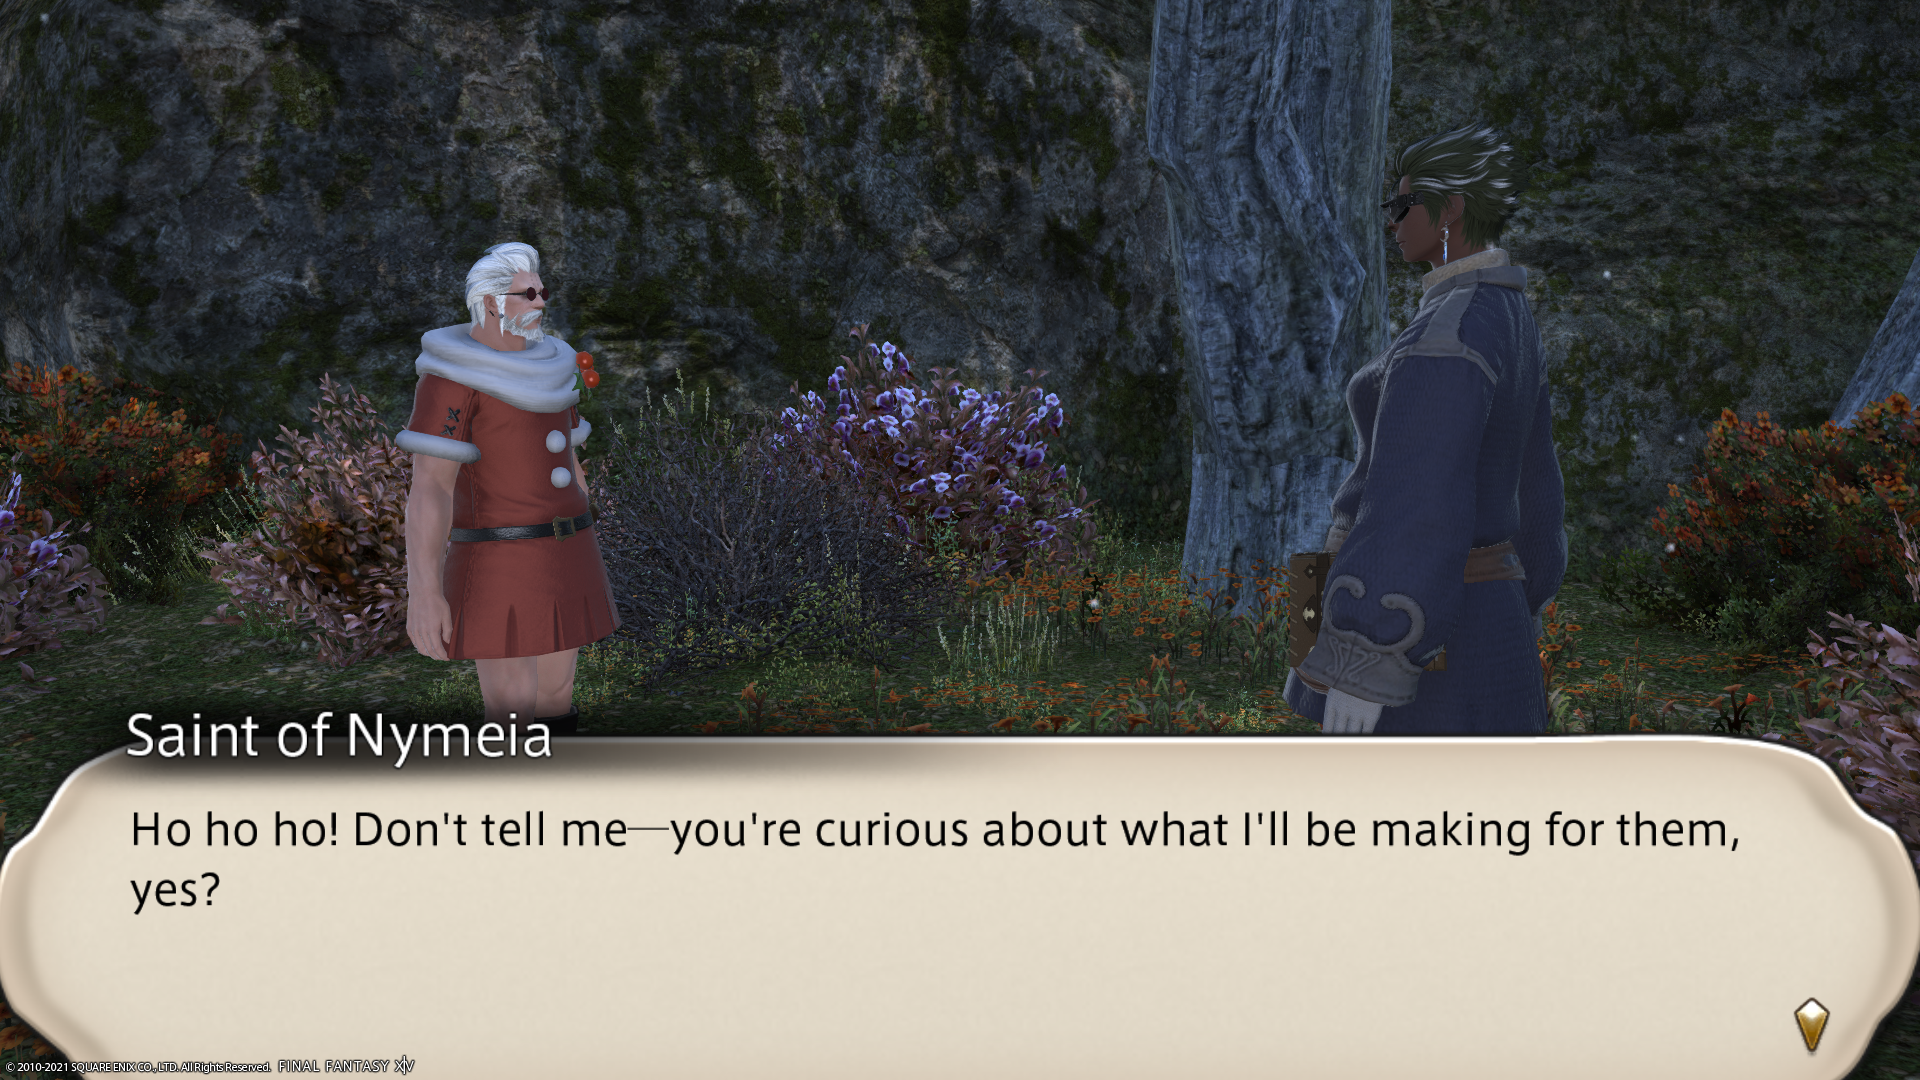 Saint of Nymeia
Ho ho ho! Don't tell me—you're curious about what I'll be making for them,
yes?
© 2010-2021 SQUARE ENIX CO., LTD. All Rights Reserved. FINAL FANTASY XIV